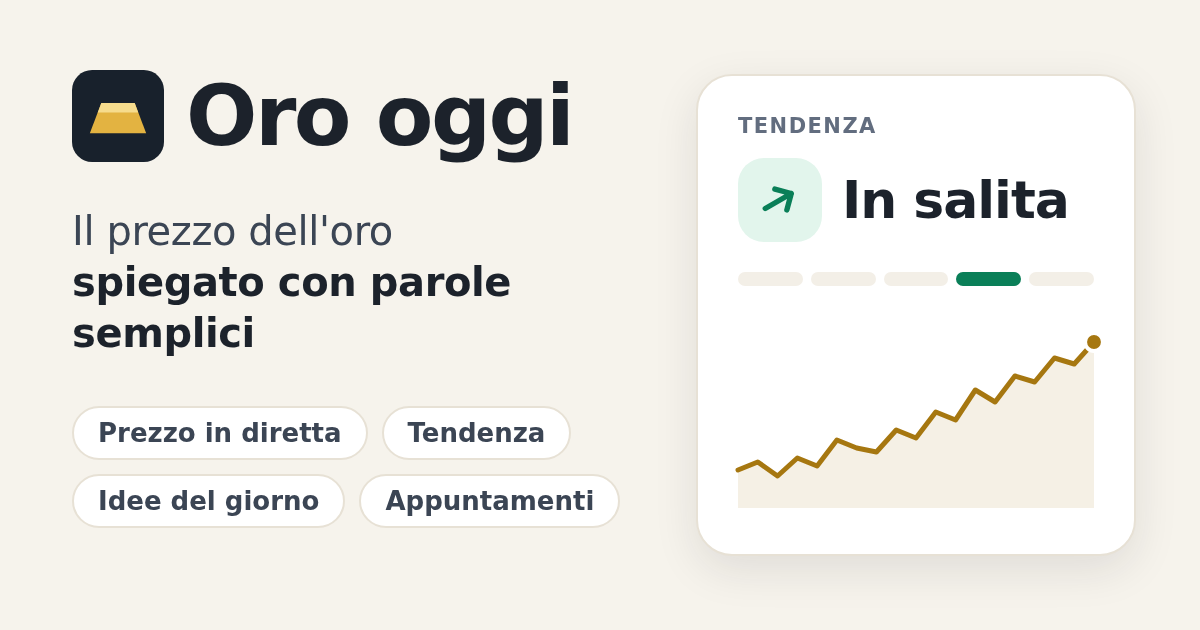 Oro oggi
Il prezzo dell'oro
spiegato con parole
semplici
Prezzo in diretta
Tendenza
Idee del giorno
Appuntamenti
TENDENZA
In salita